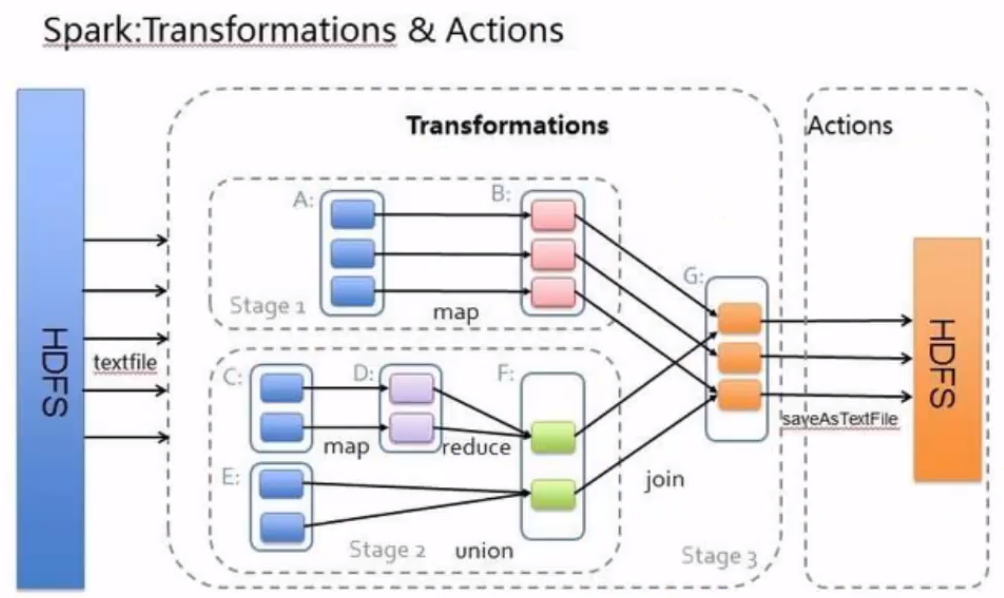 Spark:Transformations & Actions
Transformations
Actions
A:
B:
Stage 1
map
G:
HDFS
textfile
HDFS
C:
D:
F:
map
reduce
saveAsTextFile
E:
join
Stage 2
union
Stage 3